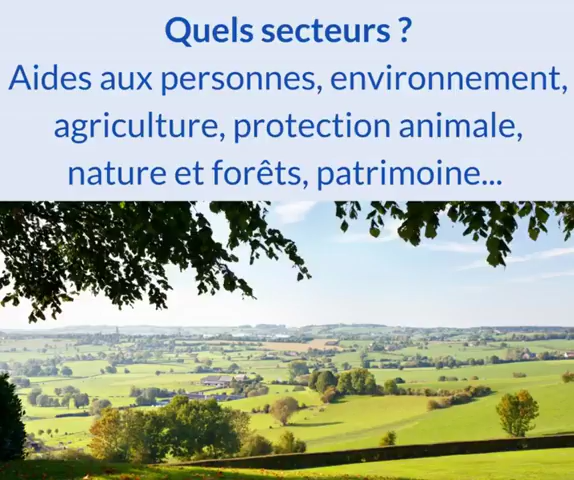 Quels secteurs ?
Aides aux personnes, environnement,
agriculture, protection animale,
nature et forêts, patrimoine...